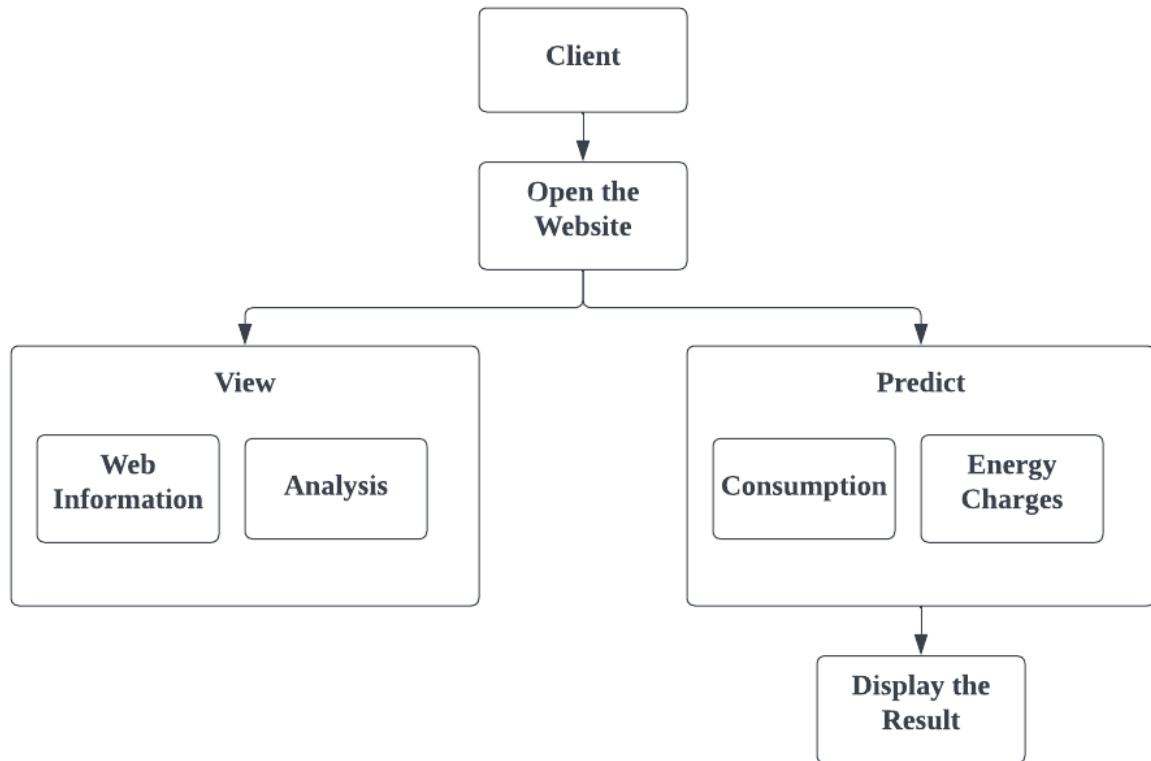 Client
Open the
Website
View
Web
Information
Analysis
Predict
Consumption
Energy
Charges
Display the
Result